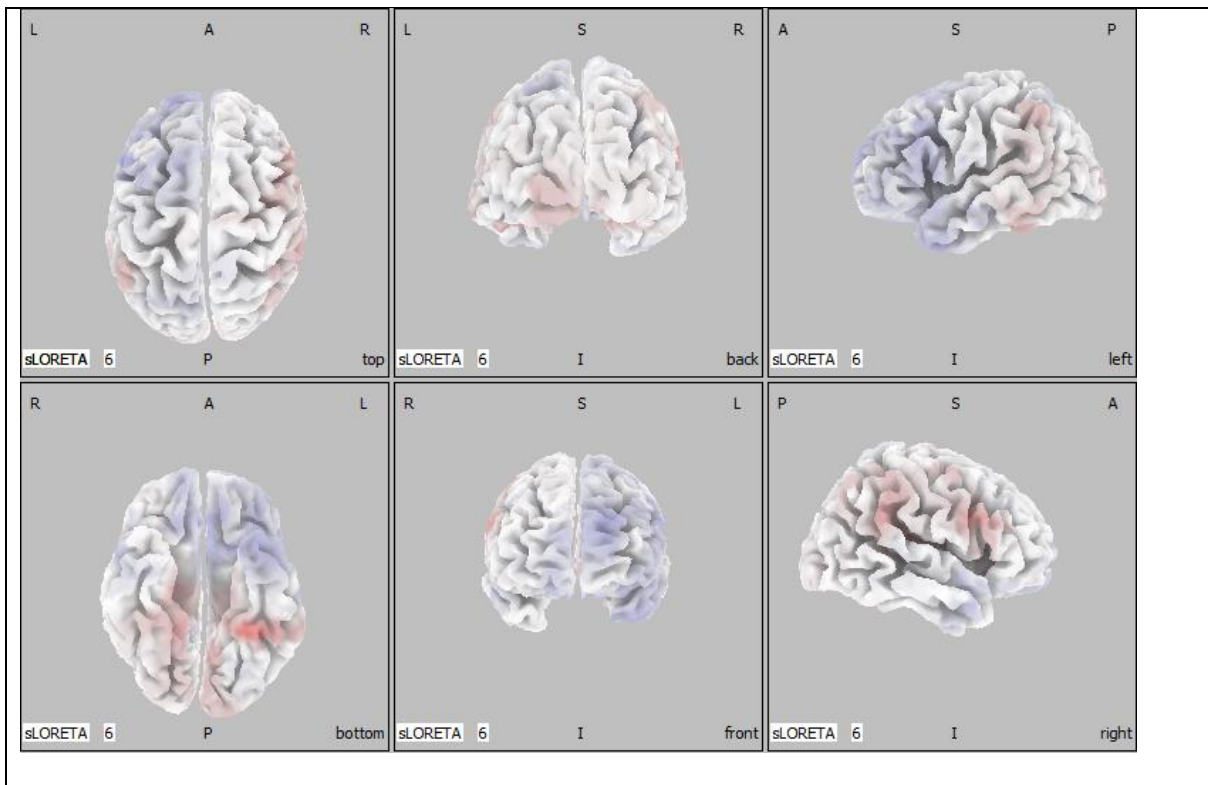 L A R
sLORETA 6 P top
L S R
sLORETA 6 I back
A S P
sLORETA 6 I left
R A L
sLORETA 6 P bottom
R S L
sLORETA 6 I front
P S A
sLORETA 6 I right